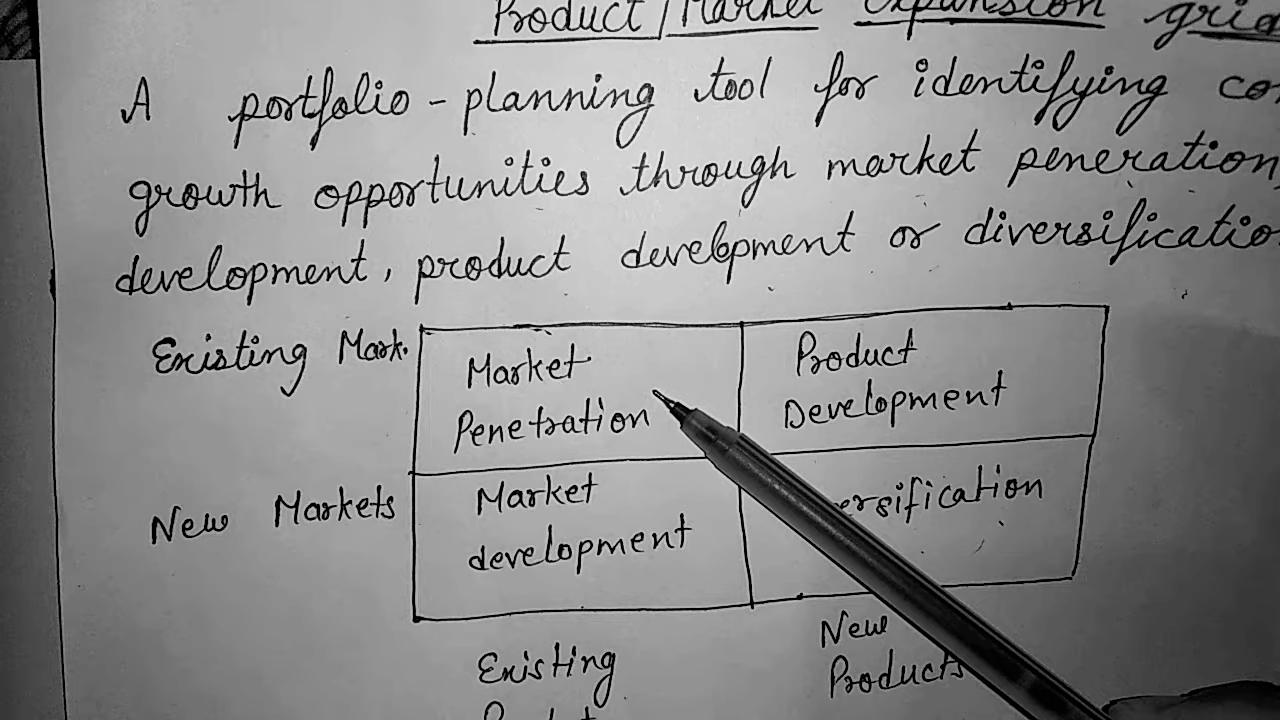 Product/Market expansion grid
A portfolio-planning tool for identifying
growth opportunities through market peneration,
development, product development or diversification
Existing Mark.
Market
Penetration
Product
Development
New Markets
Market
development
ersification
Existing
New
Products